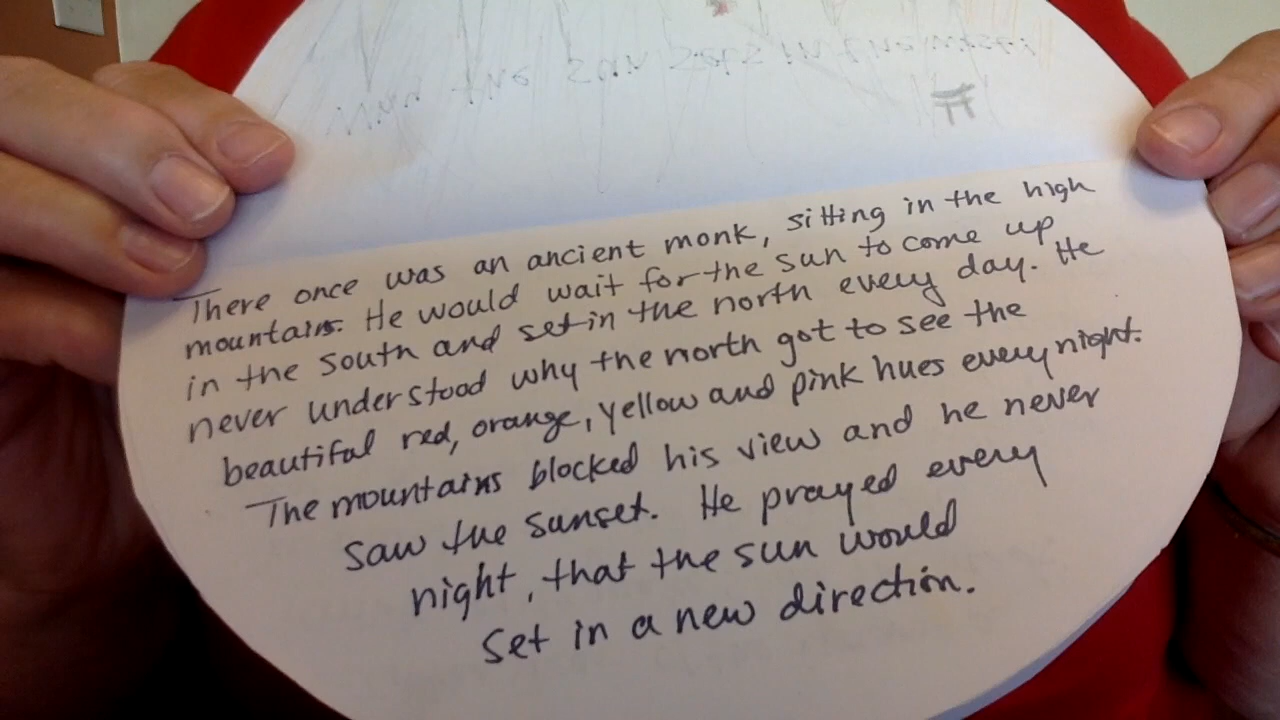 There once was an ancient monk, sitting in the high
mountains. He would wait for the sun to come up
in the south and set in the north every day. He
never understood why the north got to see the
beautiful red, orange, yellow and pink hues every night.
The mountains blocked his view and he never
saw the sunset. He prayed every
night, that the sun would
set in a new direction.